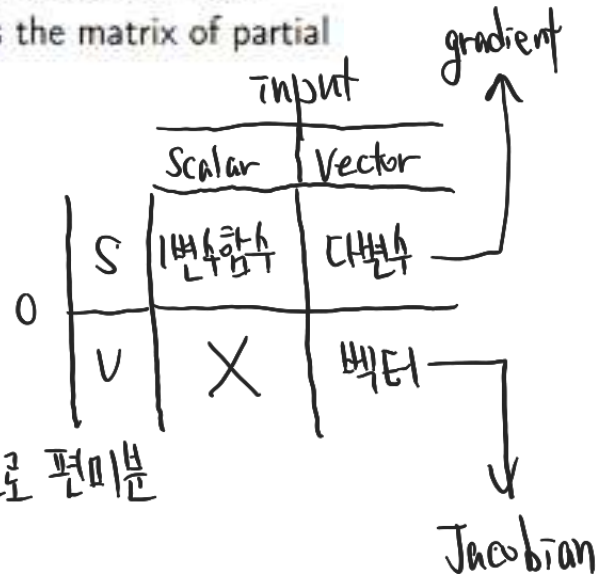 the matrix of partial
gradient
input
Scalar Vector
S 1변수함수 다변수
O
V X 벡터
로 편미분
Jacobian